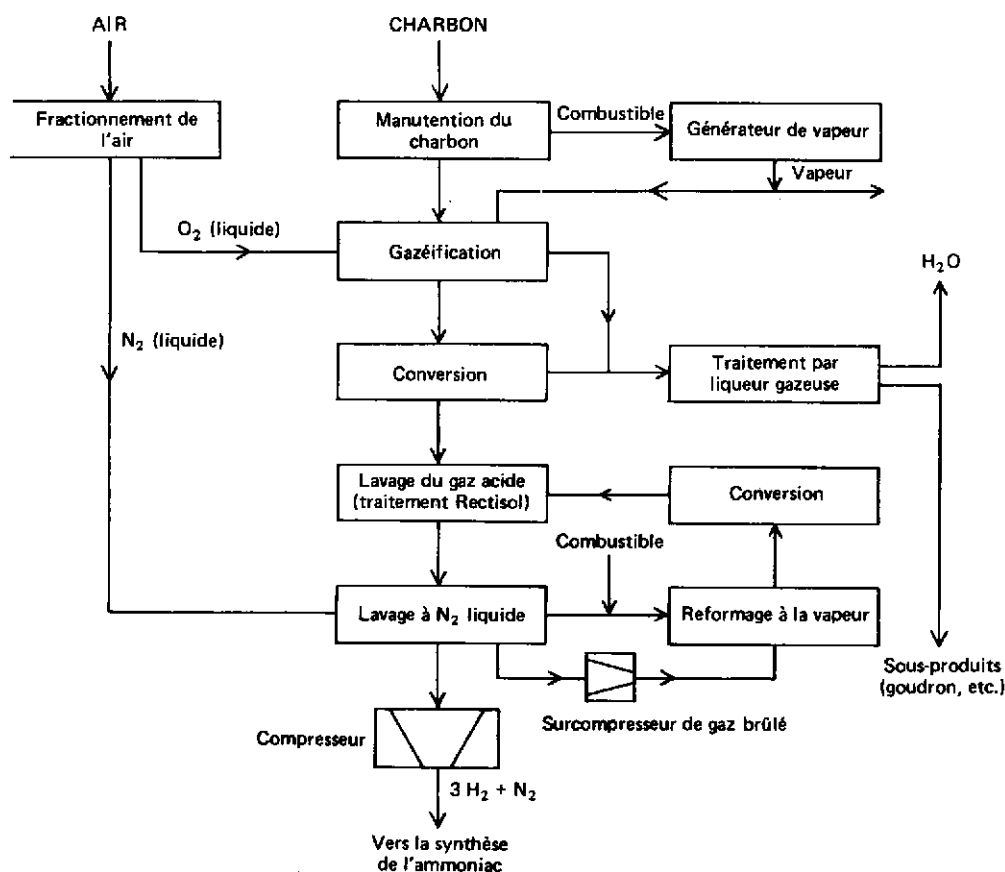 AIR
CHARBON
Fractionnement de
l'air
Manutention du
charbon
Combustible
Générateur de vapeur
Vapeur
O₂ (liquide)
Gazéification
H₂O
N₂ (liquide)
Conversion
Traitement par
liqueur gazeuse
Lavage du gaz acide
(traitement Rectisol)
Conversion
Combustible
Lavage à N₂ liquide
Reformage à la vapeur
Sous-produits
(goudron, etc.)
Surcompresseur de gaz brûlé
Compresseur
3 H₂ + N₂
Vers la synthèse
de l'ammoniac